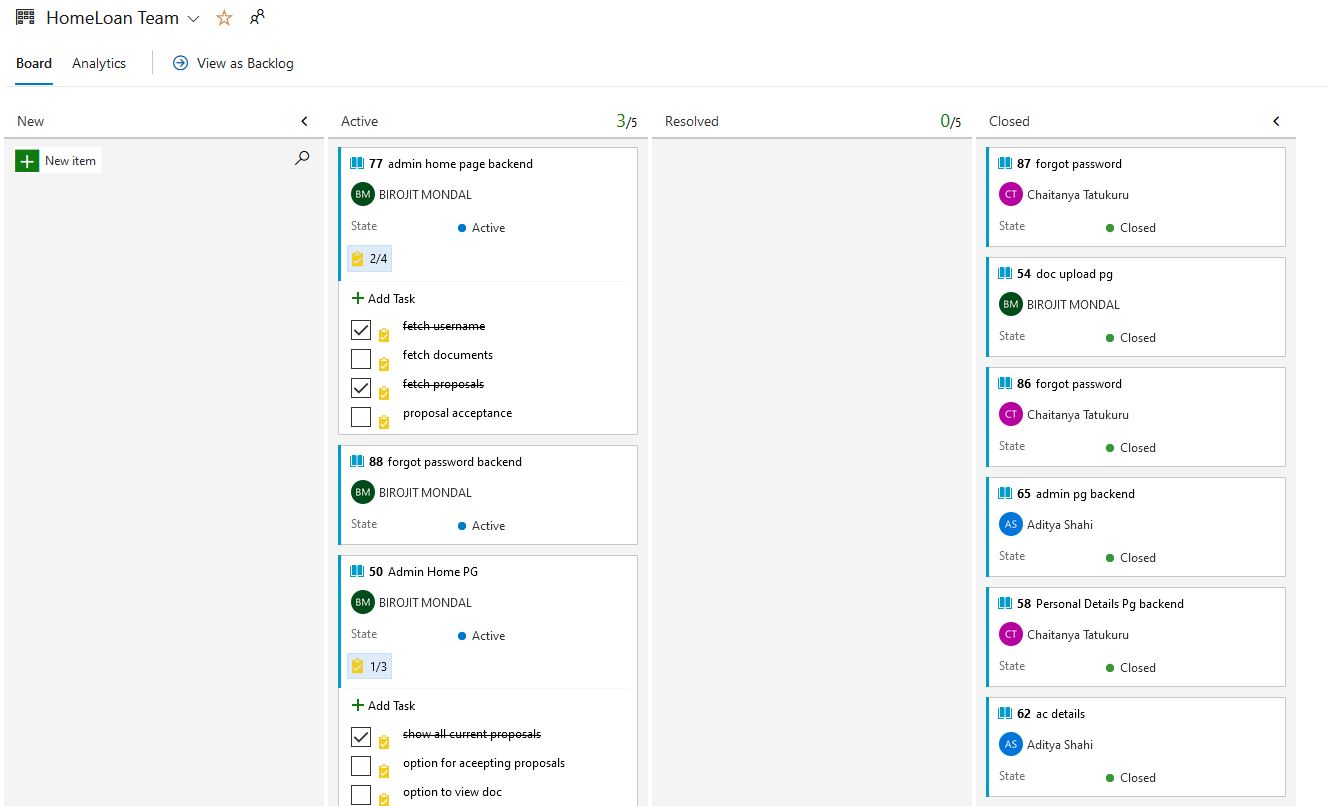 HomeLoan Team
Board Analytics View as Backlog
New
New item
Active 3/5
77 admin home page backend
BM BIROJIT MONDAL
State Active
2/4
Add Task
fetch username
fetch documents
fetch proposals
proposal acceptance
88 forgot password backend
BM BIROJIT MONDAL
State Active
50 Admin Home PG
BM BIROJIT MONDAL
State Active
1/3
Add Task
show all current proposals
option for aceepting proposals
option to view doc
Resolved 0/5
Closed
87 forgot password
CT Chaitanya Tatukuru
State Closed
54 doc upload pg
BM BIROJIT MONDAL
State Closed
86 forgot password
CT Chaitanya Tatukuru
State Closed
65 admin pg backend
AS Aditya Shahi
State Closed
58 Personal Details Pg backend
CT Chaitanya Tatukuru
State Closed
62 ac details
AS Aditya Shahi
State Closed